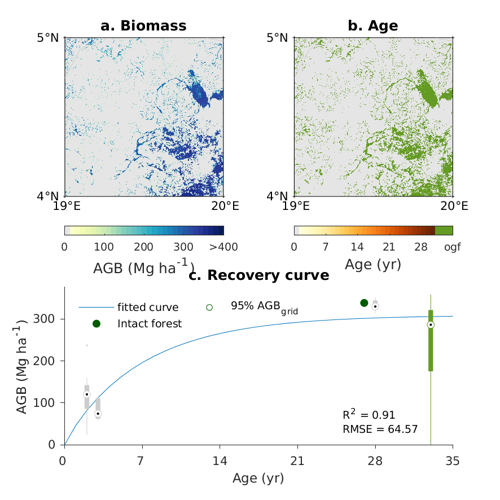 a. Biomass
b. Age
5°N
4°N
19°E
20°E
5°N
4°N
19°E
20°E
0 100 200 300 >400
AGB (Mg ha⁻¹)
0 7 14 21 28 ogf
Age (yr)
c. Recovery curve
fitted curve
95% AGB_grid
Intact forest
300
200
100
0
AGB (Mg ha⁻¹)
R² = 0.91
RMSE = 64.57
0 7 14 21 28 35
Age (yr)